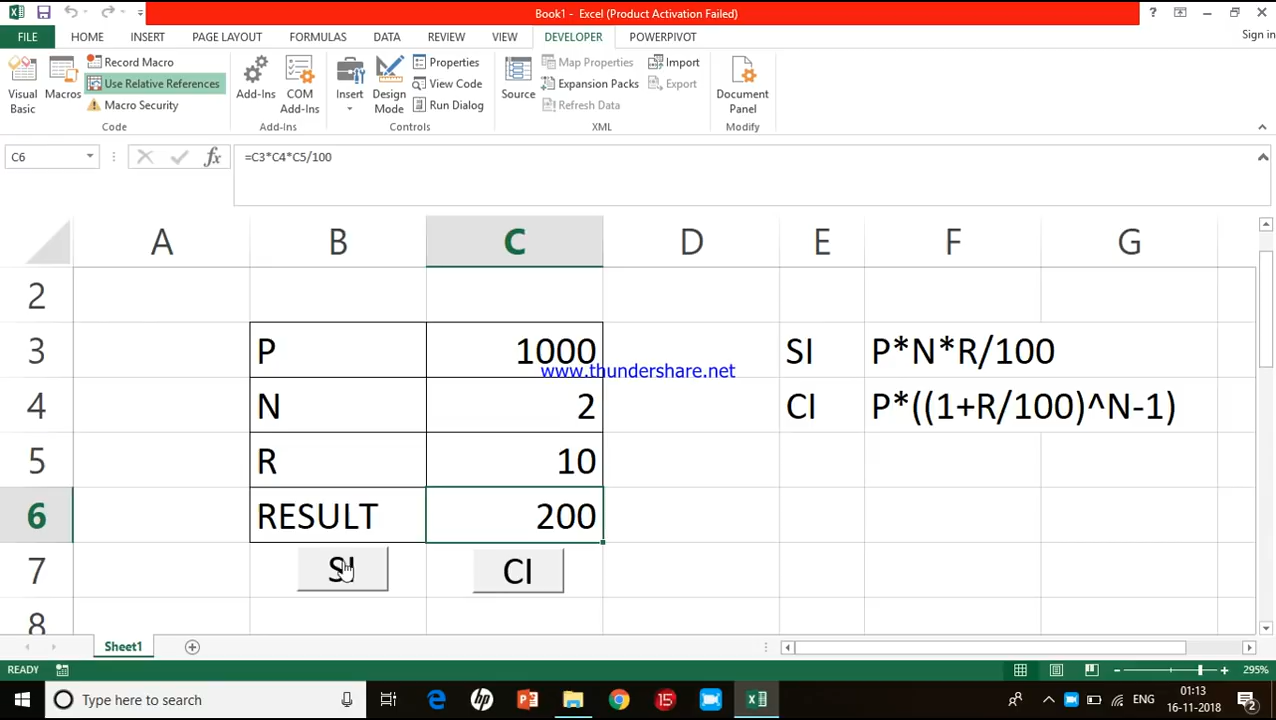 Book1 - Excel (Product Activation Failed)
?
FILE HOME INSERT PAGE LAYOUT FORMULAS DATA REVIEW VIEW DEVELOPER POWERPIVOT Sign in
Visual Basic
Macros
Record Macro
Use Relative References
Macro Security
Code
Add-Ins
COM Add-Ins
Add-Ins
Insert
Design Mode
Properties
View Code
Run Dialog
Controls
Source
Map Properties
Expansion Packs
Refresh Data
Import
Export
XML
Document Panel
Modify
C6 fx =C3*C4*C5/100
A B C D E F G
2
3 P 1000 SI P*N*R/100
www.thundershare.net
4 N 2 CI P*((1+R/100)^N-1)
5 R 10
6 RESULT 200
7 SI CI
8
Sheet1
READY 295%
Type here to search ENG 01:13
16-11-2018
15
2